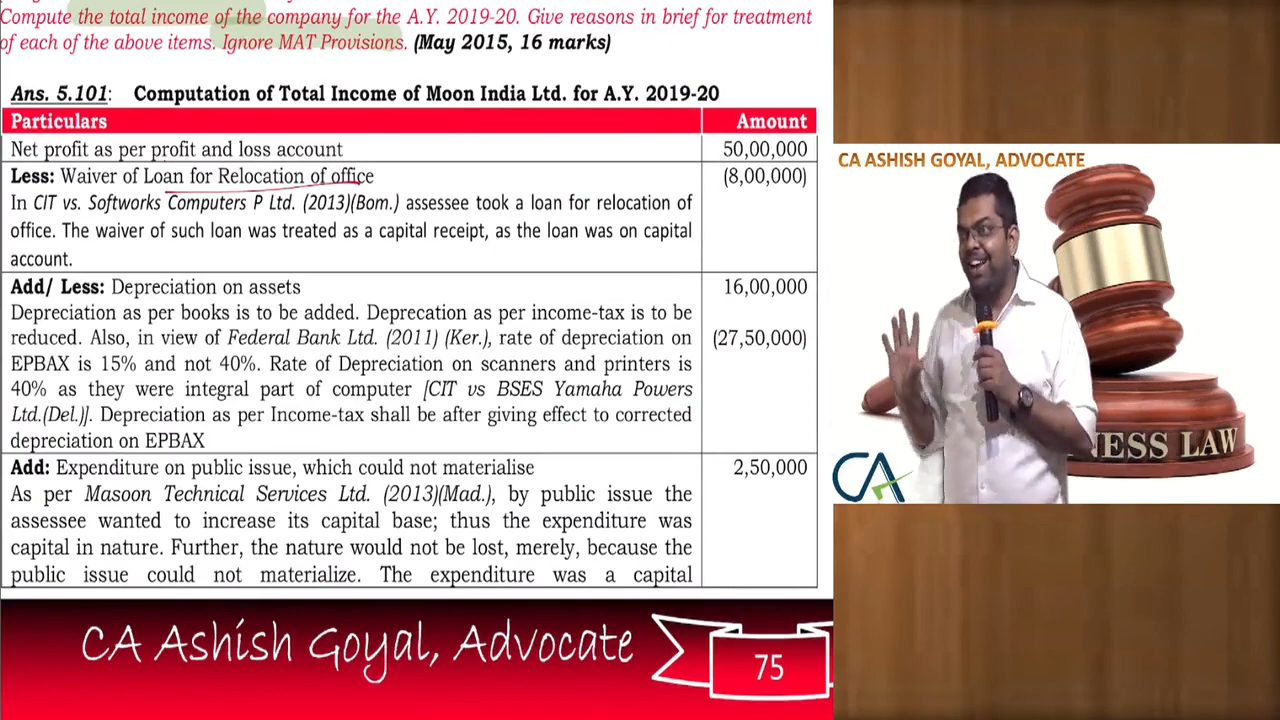 Compute the total income of the company for the A.Y. 2019-20. Give reasons in brief for treatment
of each of the above items. Ignore MAT Provisions. (May 2015, 16 marks)
Ans. 5.101: Computation of Total Income of Moon India Ltd. for A.Y. 2019-20
Particulars Amount
Net profit as per profit and loss account 50,00,000
Less: Waiver of Loan for Relocation of office (8,00,000)
In CIT vs. Softworks Computers P Ltd. (2013)(Bom.) assessee took a loan for relocation of
office. The waiver of such loan was treated as a capital receipt, as the loan was on capital
account.
Add/ Less: Depreciation on assets 16,00,000
Depreciation as per books is to be added. Deprecation as per income-tax is to be
reduced. Also, in view of Federal Bank Ltd. (2011) (Ker.), rate of depreciation on (27,50,000)
EPBAX is 15% and not 40%. Rate of Depreciation on scanners and printers is
40% as they were integral part of computer [CIT vs BSES Yamaha Powers
Ltd.(Del.)]. Depreciation as per Income-tax shall be after giving effect to corrected
depreciation on EPBAX
Add: Expenditure on public issue, which could not materialise 2,50,000
As per Masoon Technical Services Ltd. (2013)(Mad.), by public issue the
assessee wanted to increase its capital base; thus the expenditure was
capital in nature. Further, the nature would not be lost, merely, because the
public issue could not materialize. The expenditure was a capital
CA Ashish Goyal, Advocate
75
CA ASHISH GOYAL, ADVOCATE
NESS LAW
CA